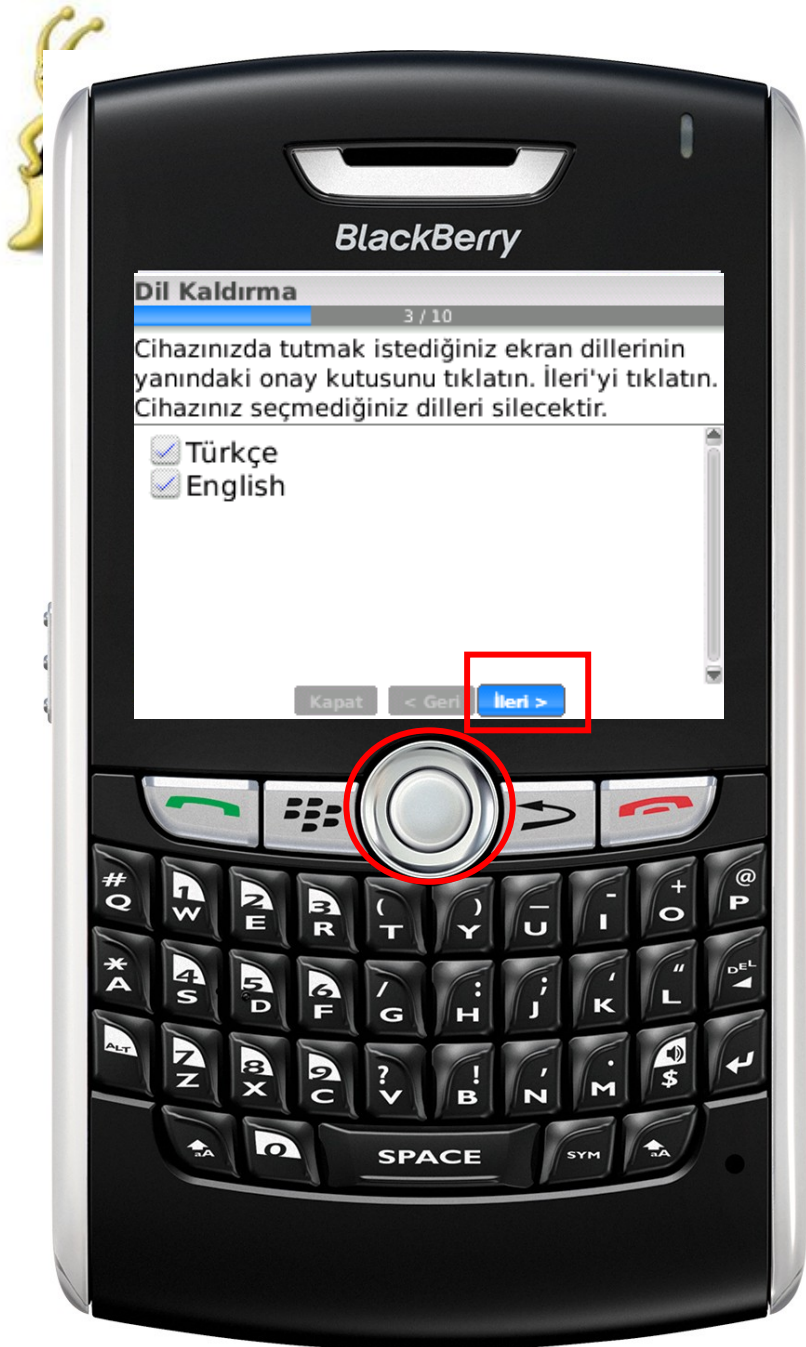 BlackBerry
Dil Kaldırma
3 / 10
Cihazınızda tutmak istediğiniz ekran dillerinin
yanındaki onay kutusunu tıklatın. İleri'yi tıklatın.
Cihazınız seçmediğiniz dilleri silecektir.
Türkçe
English
Kapat < Geri İleri >
# Q 1 W 2 E 3 R ( T ) Y _ U - I + O @ P
* A 4 S 5 D 6 F / G : H ; J ' K " L DEL
ALT 7 Z 8 X 9 C ? V ! B , N . M $
aA 0 SPACE SYM aA